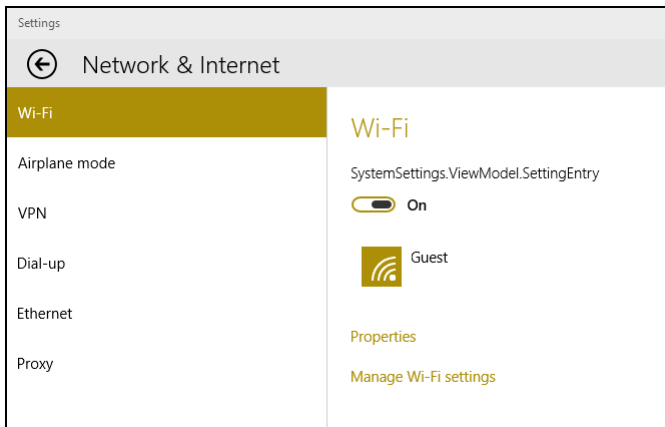 Settings
Network & Internet
Wi-Fi
Airplane mode
VPN
Dial-up
Ethernet
Proxy
Wi-Fi
SystemSettings.ViewModel.SettingEntry
On
Guest
Properties
Manage Wi-Fi settings